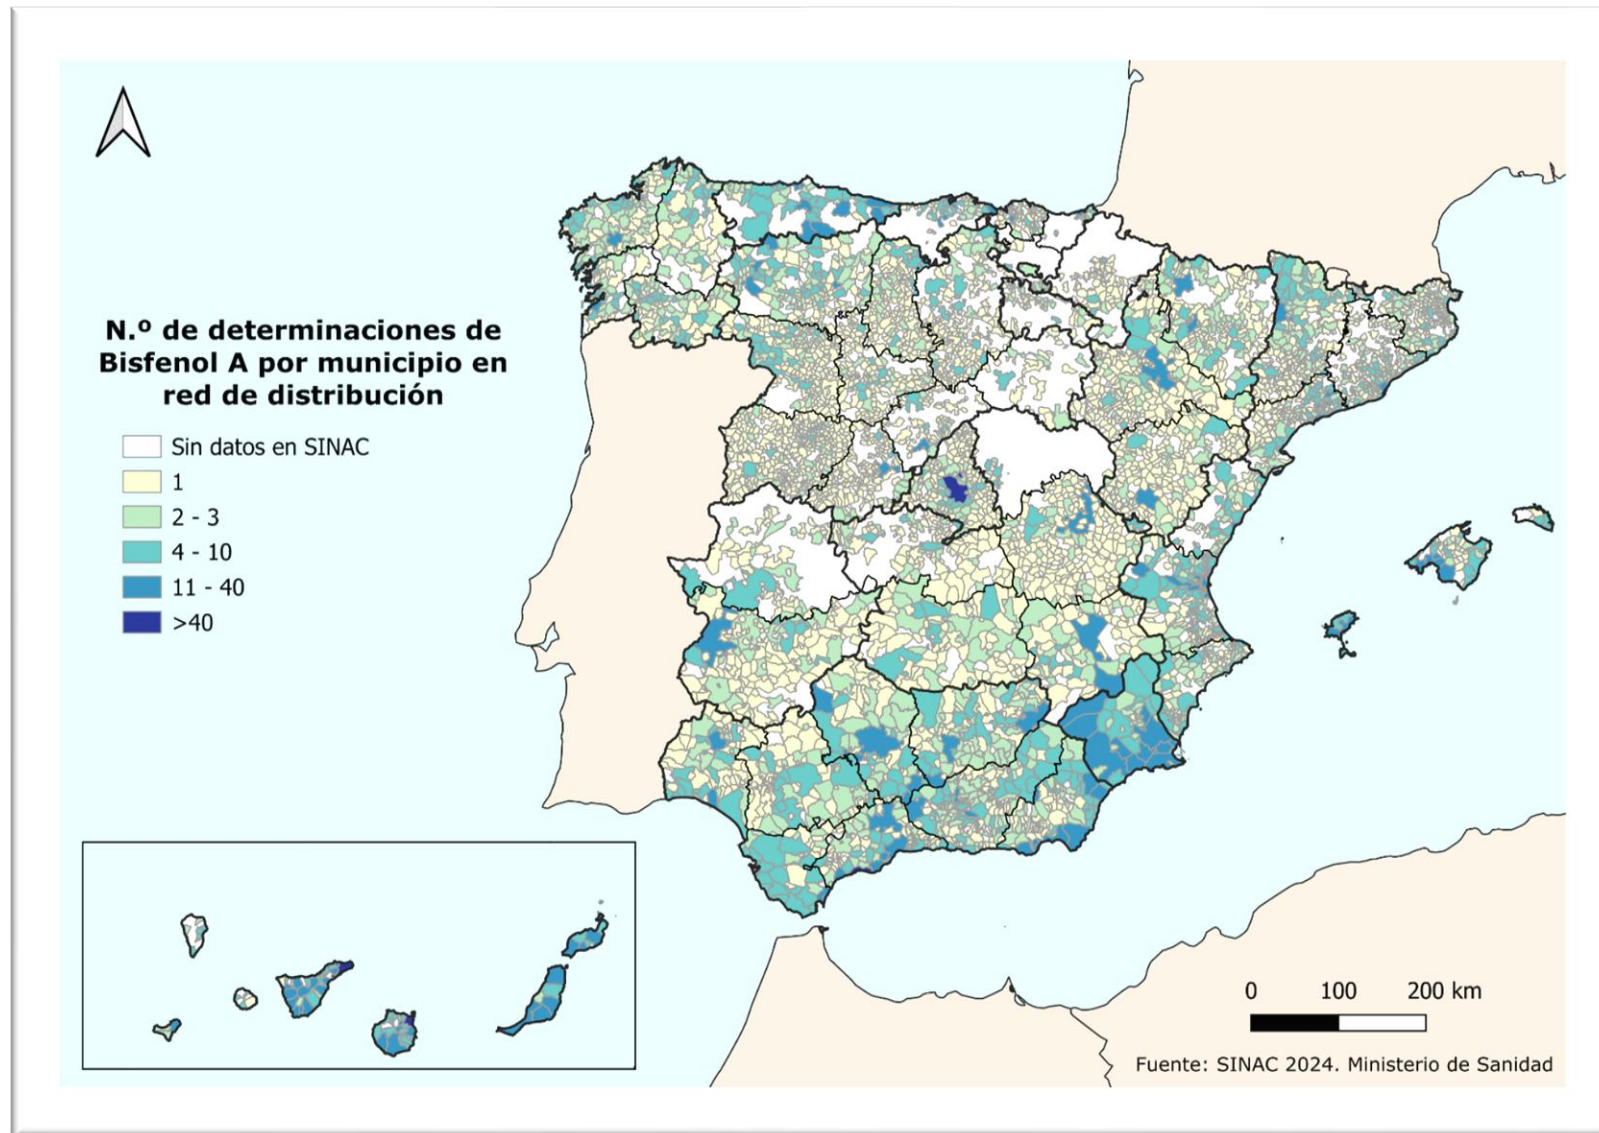 N.º de determinaciones de
Bisfenol A por municipio en
red de distribución
Sin datos en SINAC
1
2 - 3
4 - 10
11 - 40
>40
0 100 200 km
Fuente: SINAC 2024. Ministerio de Sanidad